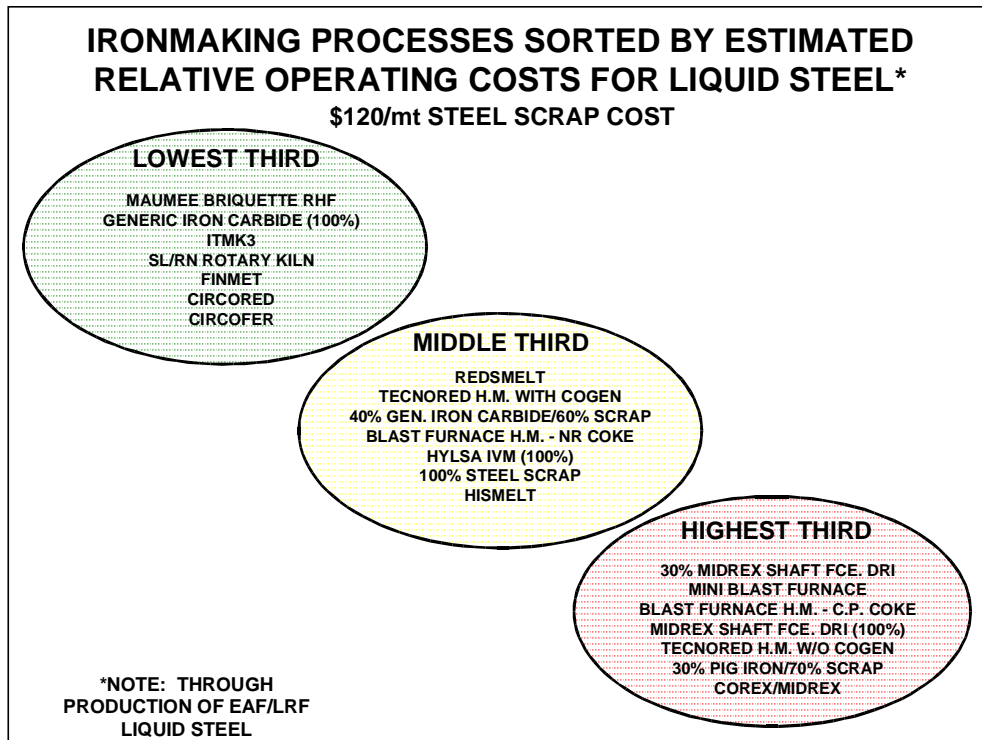 IRONMAKING PROCESSES SORTED BY ESTIMATED
RELATIVE OPERATING COSTS FOR LIQUID STEEL*
$120/mt STEEL SCRAP COST
LOWEST THIRD
MAUMEE BRIQUETTE RHF
GENERIC IRON CARBIDE (100%)
ITMK3
SL/RN ROTARY KILN
FINMET
CIRCORED
CIRCOFER
MIDDLE THIRD
REDSMELT
TECNORED H.M. WITH COGEN
40% GEN. IRON CARBIDE/60% SCRAP
BLAST FURNACE H.M. - NR COKE
HYLSA IVM (100%)
100% STEEL SCRAP
HISMELT
HIGHEST THIRD
30% MIDREX SHAFT FCE. DRI
MINI BLAST FURNACE
BLAST FURNACE H.M. - C.P. COKE
MIDREX SHAFT FCE. DRI (100%)
TECNORED H.M. W/O COGEN
30% PIG IRON/70% SCRAP
COREX/MIDREX
*NOTE: THROUGH
PRODUCTION OF EAF/LRF
LIQUID STEEL